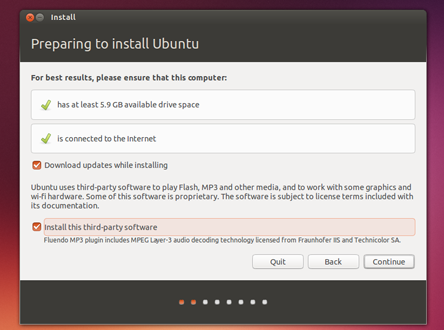 Install
Preparing to install Ubuntu
For best results, please ensure that this computer:
has at least 5.9 GB available drive space
is connected to the Internet
Download updates while installing
Ubuntu uses third-party software to play Flash, MP3 and other media, and to work with some graphics and
wi-fi hardware. Some of this software is proprietary. The software is subject to license terms included with
its documentation.
Install this third-party software
Fluendo MP3 plugin includes MPEG Layer-3 audio decoding technology licensed from Fraunhofer IIS and Technicolor SA.
Quit
Back
Continue